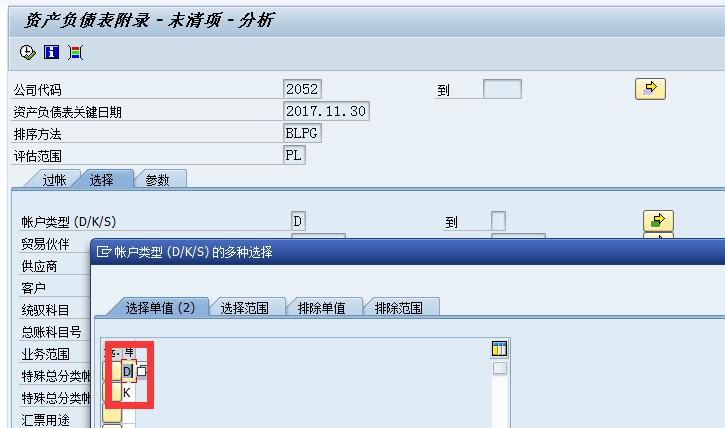 资产负债表附录 - 未清项 - 分析
公司代码 2052 到
资产负债表关键日期 2017.11.30
排序方法 BLPG
评估范围 PL
过帐 选择 参数
帐户类型 (D/K/S) D 到
贸易伙伴
供应商
客户
统驭科目
总账科目号
业务范围
特殊总分类帐
特殊总分类帐
汇票用途
帐户类型 (D/K/S) 的多种选择
选择单值 (2) 选择范围 排除单值 排除范围
单
D
K